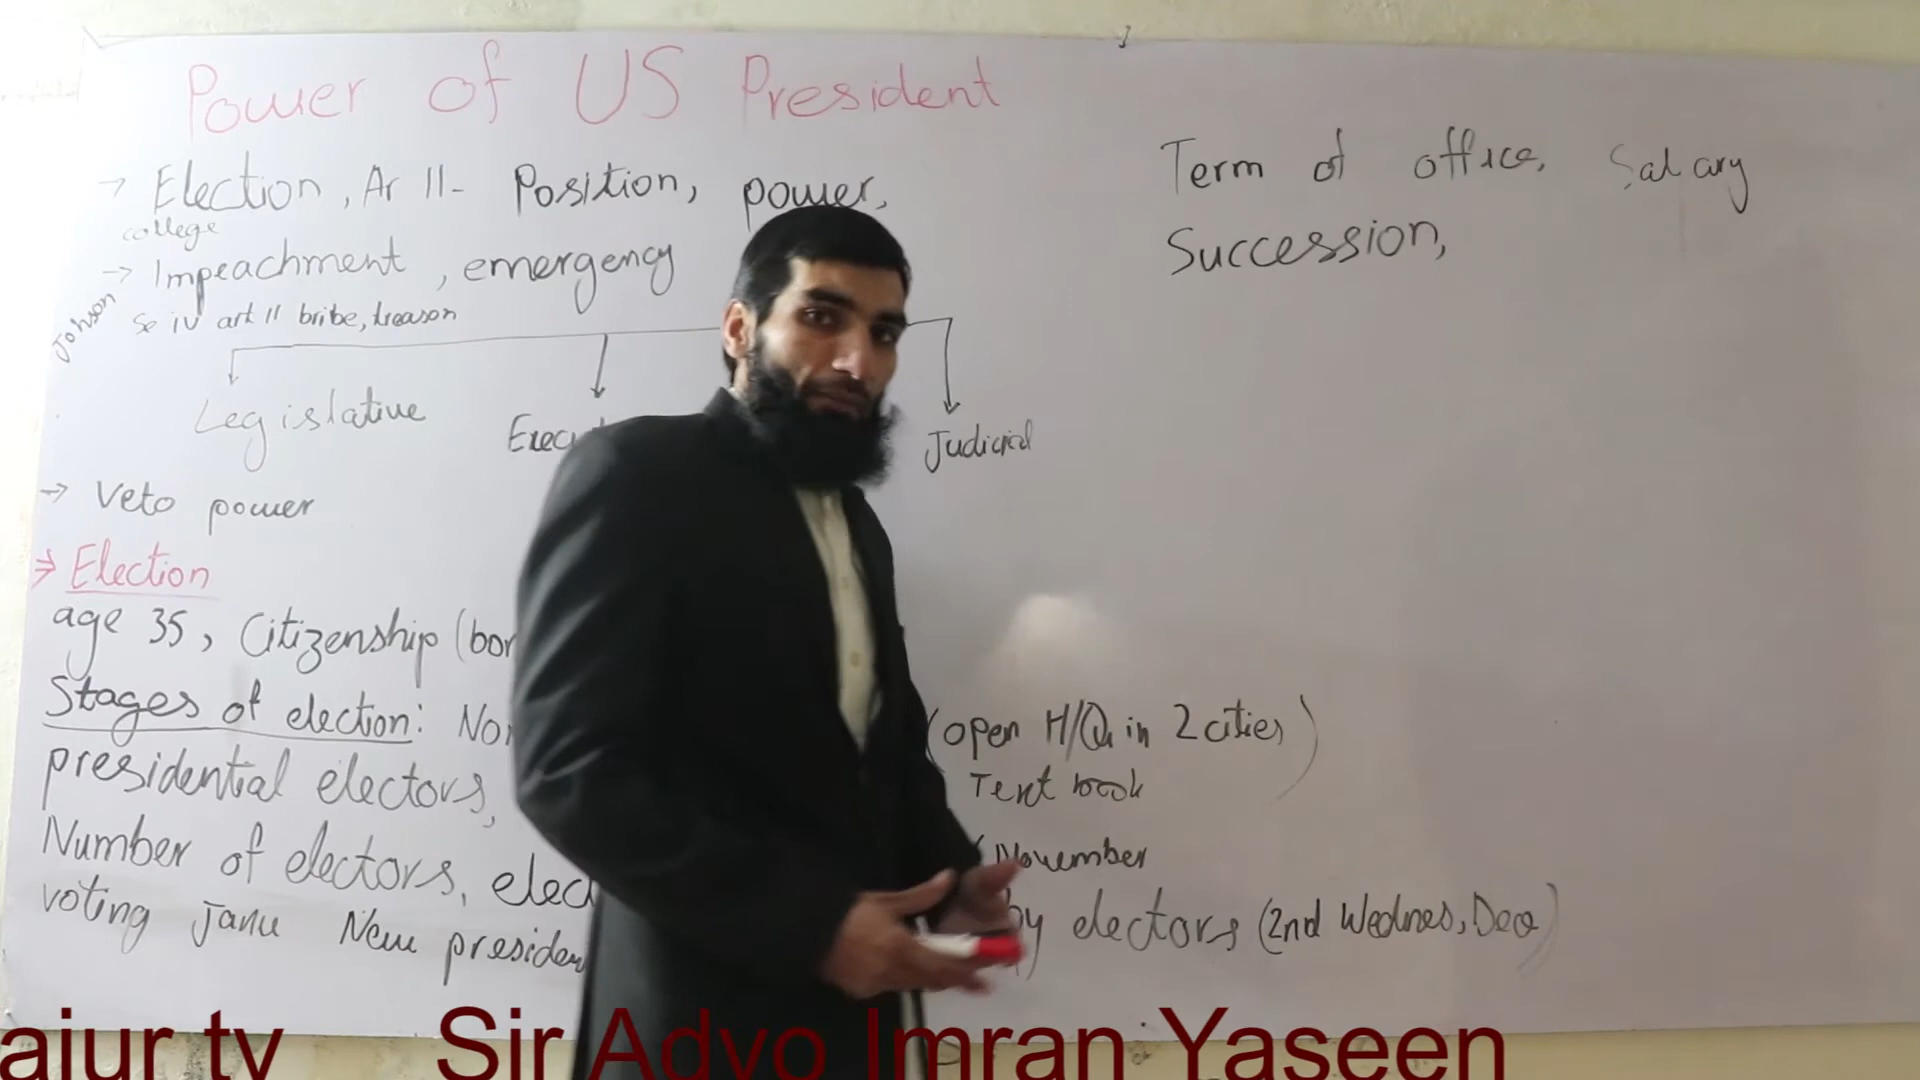 Power of US President
→ Election, Ar II- Position, power,
college
→ Impeachment, emergency
Johson
Se iv art II bribe, treason
Legislative
Execu
Judicial
→ Veto power
⇒ Election
age 35, Citizenship (bor
Stages of election: No
(open H/Q, in 2 cities)
presidential electors,
Text book
Number of electors, elec
(November
voting Janu New presiden
by electors (2nd Wednes, Dece)
Term of office, Salary
Succession,
aiur tv Sir Advo Imran Yaseen